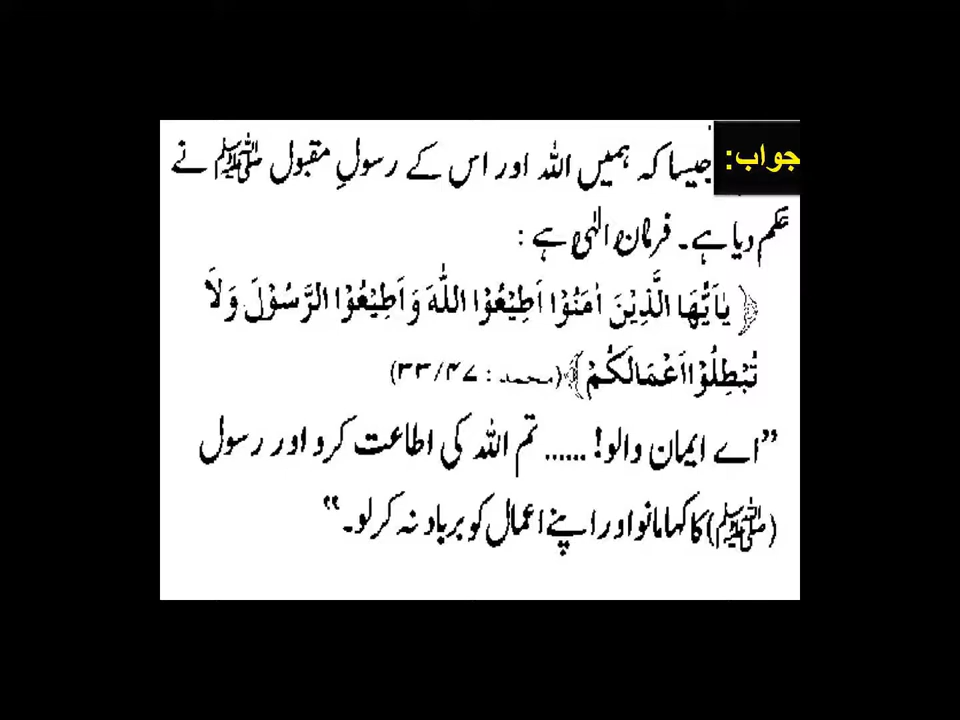 جواب: جیسا کہ ہمیں اللہ اور اس کے رسولِ مقبول ﷺ نے
حکم دیا ہے۔ فرمان الٰہی ہے :
﴿ یٰۤاَیُّهَا الَّذِیْنَ اٰمَنُوْۤا اَطِیْعُوا اللّٰهَ وَ اَطِیْعُوا الرَّسُوْلَ وَ لَا
تُبْطِلُوْۤا اَعْمَالَكُمْ ﴾ (محمد : ۳۳/۴۷)
”اے ایمان والو! ...... تم اللہ کی اطاعت کرو اور رسول
(ﷺ) کا کہا مانو اور اپنے اعمال کو برباد نہ کر لو۔“